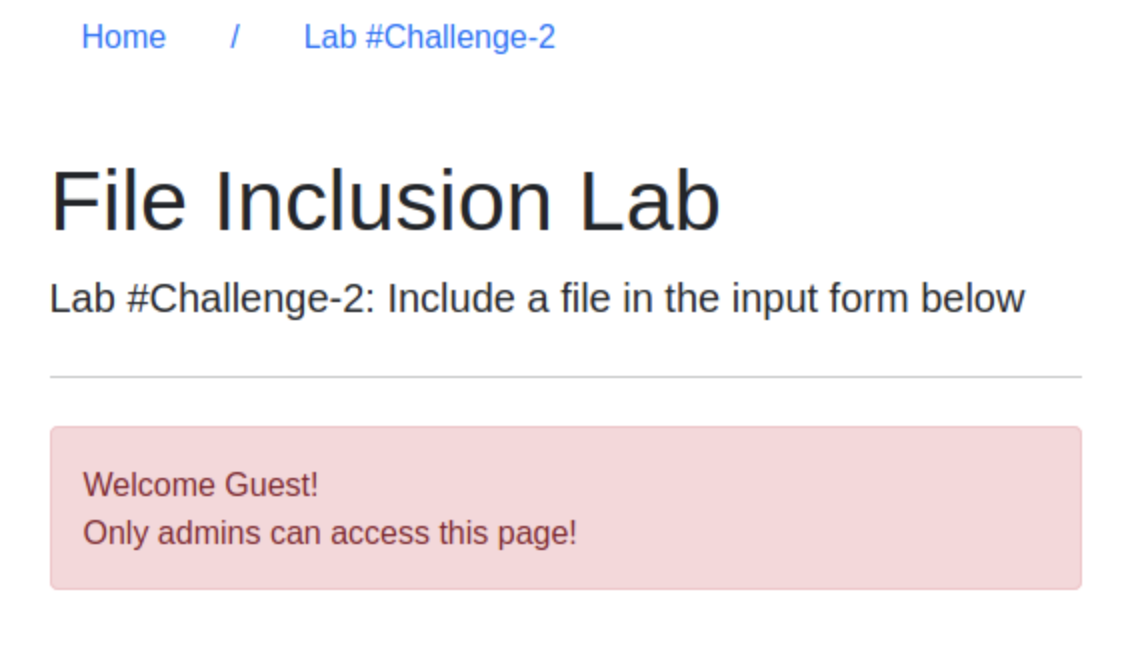 Home / Lab #Challenge-2
File Inclusion Lab
Lab #Challenge-2: Include a file in the input form below
Welcome Guest!
Only admins can access this page!